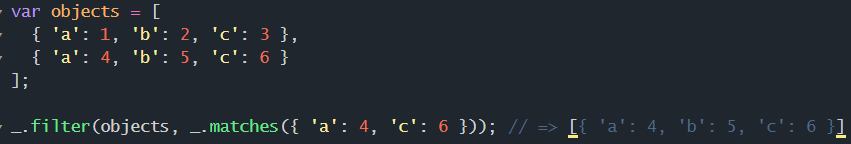 var objects = [
  { 'a': 1, 'b': 2, 'c': 3 },
  { 'a': 4, 'b': 5, 'c': 6 }
];
_.filter(objects, _.matches({ 'a': 4, 'c': 6 })); // => [{ 'a': 4, 'b': 5, 'c': 6 }]